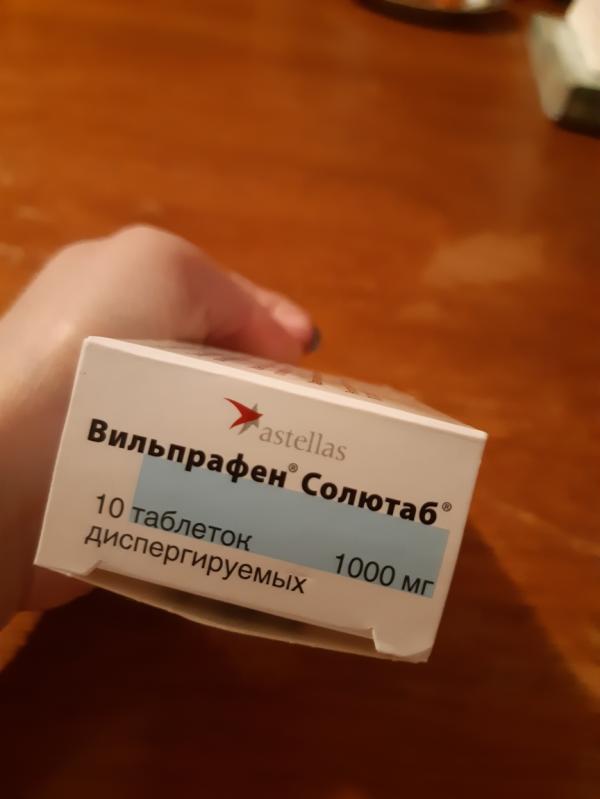 astellas
Вильпрафен® Солютаб®
10 таблеток
диспергируемых
1000 мг